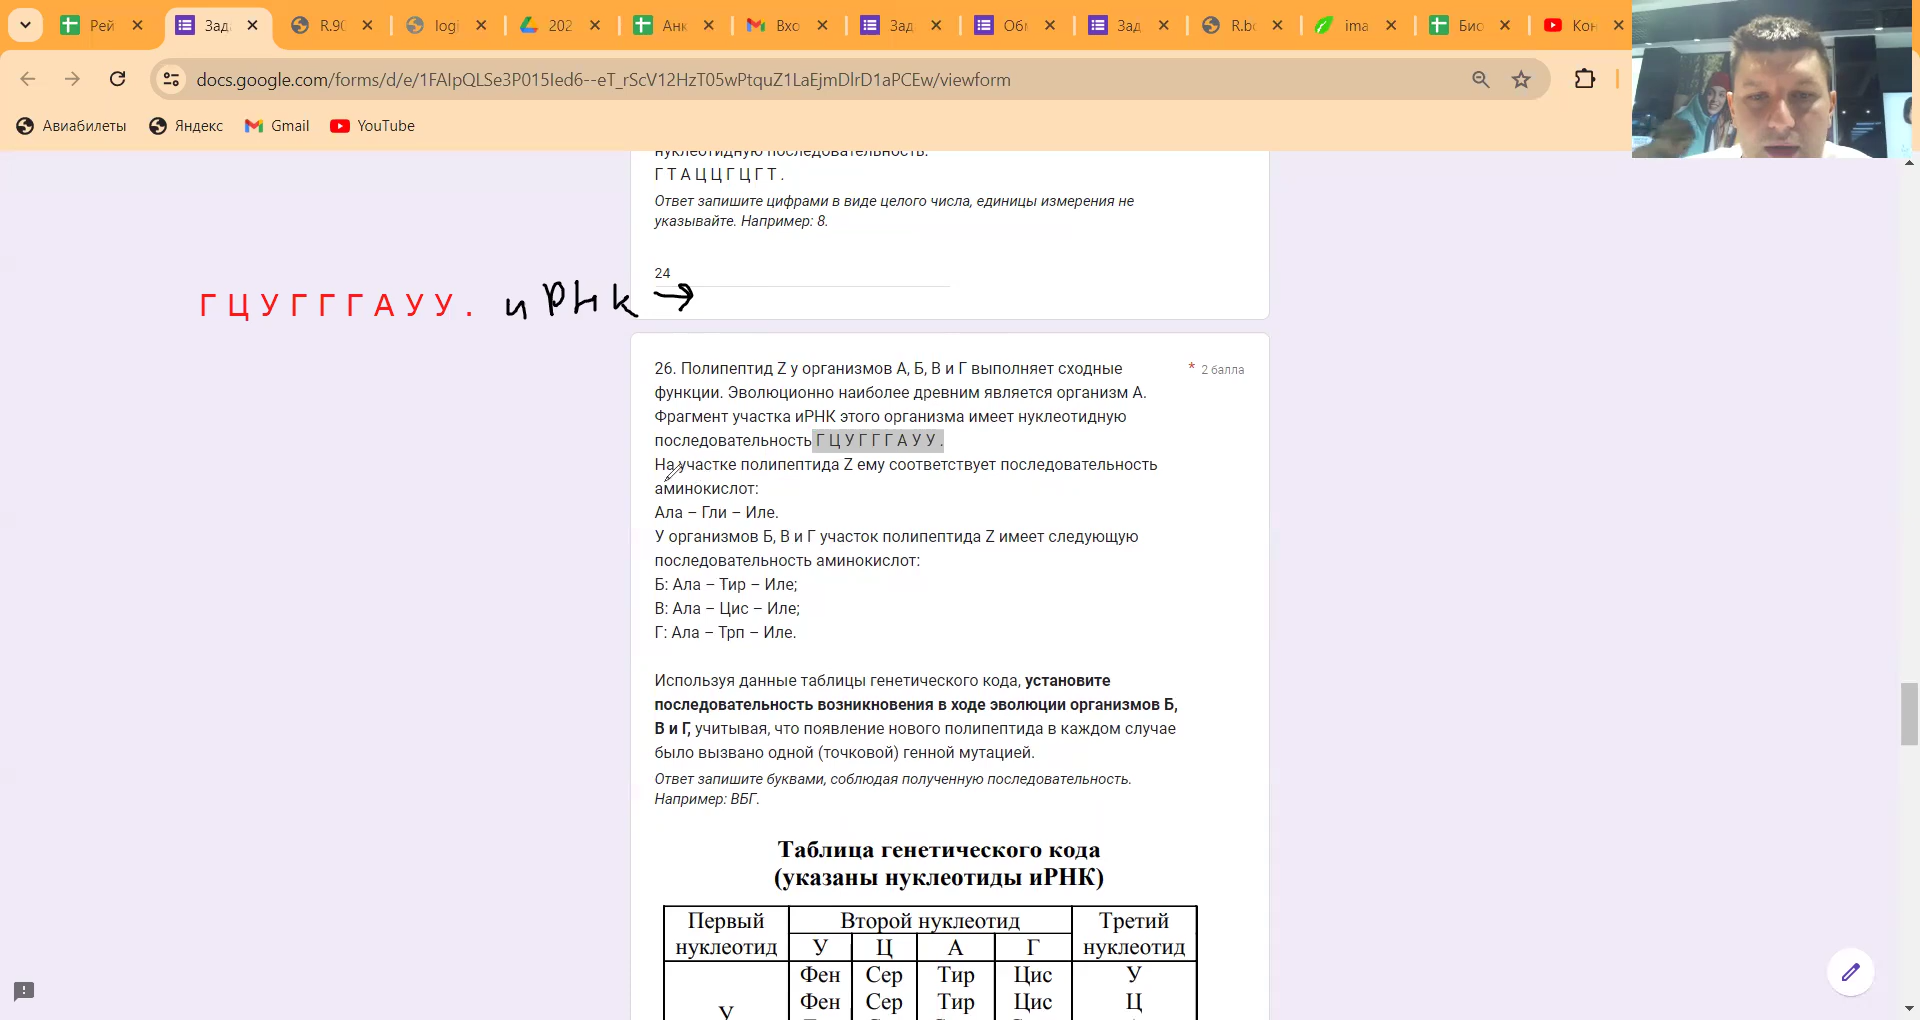 Рей
Зад
R.9
log
202
Анк
Вхо
Зад
Об
Зад
R.b
ima
Био
Кон
docs.google.com/forms/d/e/1FAIpQLSe3P015Ied6--eT_rScV12HzT05wPtquZ1LaEjmDlrD1aPCEw/viewform
Авиабилеты Яндекс Gmail YouTube
нуклеотидную последовательность:
Г Т А Ц Ц Г Ц Г Т .
Ответ запишите цифрами в виде целого числа, единицы измерения не
указывайте. Например: 8.
24
Г Ц У Г Г Г А У У . иРНК →
26. Полипептид Z у организмов А, Б, В и Г выполняет сходные * 2 балла
функции. Эволюционно наиболее древним является организм А.
Фрагмент участка иРНК этого организма имеет нуклеотидную
последовательность Г Ц У Г Г Г А У У .
На участке полипептида Z ему соответствует последовательность
аминокислот:
Ала – Гли – Иле.
У организмов Б, В и Г участок полипептида Z имеет следующую
последовательность аминокислот:
Б: Ала – Тир – Иле;
В: Ала – Цис – Иле;
Г: Ала – Трп – Иле.
Используя данные таблицы генетического кода, установите
последовательность возникновения в ходе эволюции организмов Б,
В и Г, учитывая, что появление нового полипептида в каждом случае
было вызвано одной (точковой) генной мутацией.
Ответ запишите буквами, соблюдая полученную последовательность.
Например: ВБГ.
Таблица генетического кода
(указаны нуклеотиды иРНК)
Первый Второй нуклеотид Третий
нуклеотид У Ц А Г нуклеотид
Фен Сер Тир Цис У
Фен Сер Тир Цис Ц
У